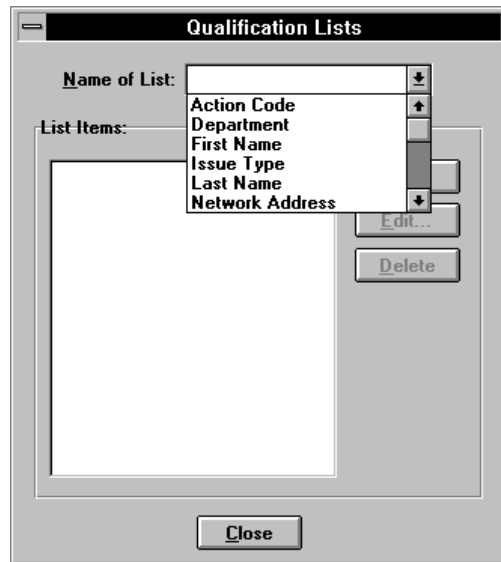 Qualification Lists
Name of List:
Action Code
Department
First Name
Issue Type
Last Name
Network Address
List Items:
Edit...
Delete
Close